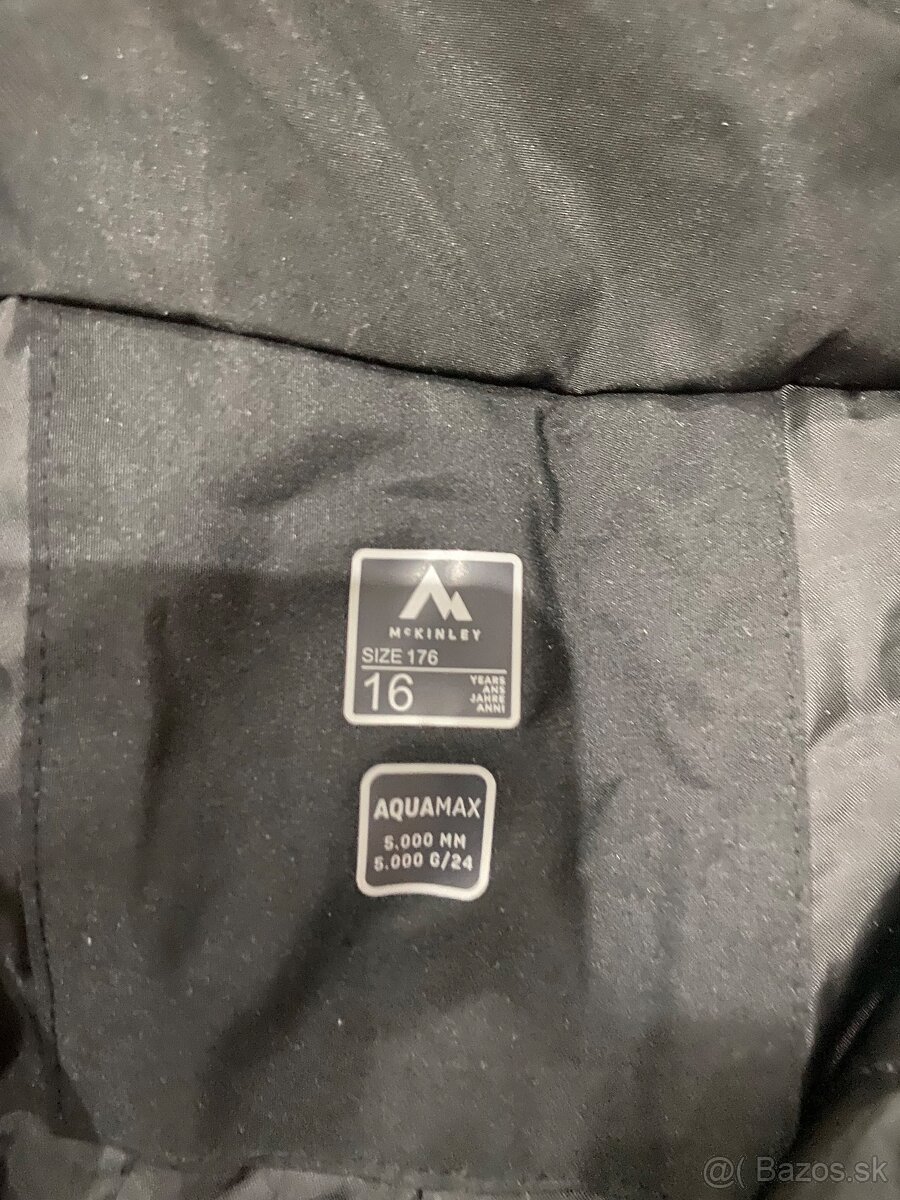 McKINLEY
SIZE 176
16
YEARS
ANS
JAHRE
ANNI
AQUAMAX
5.000 MM
5.000 G/24
@( Bazos.sk